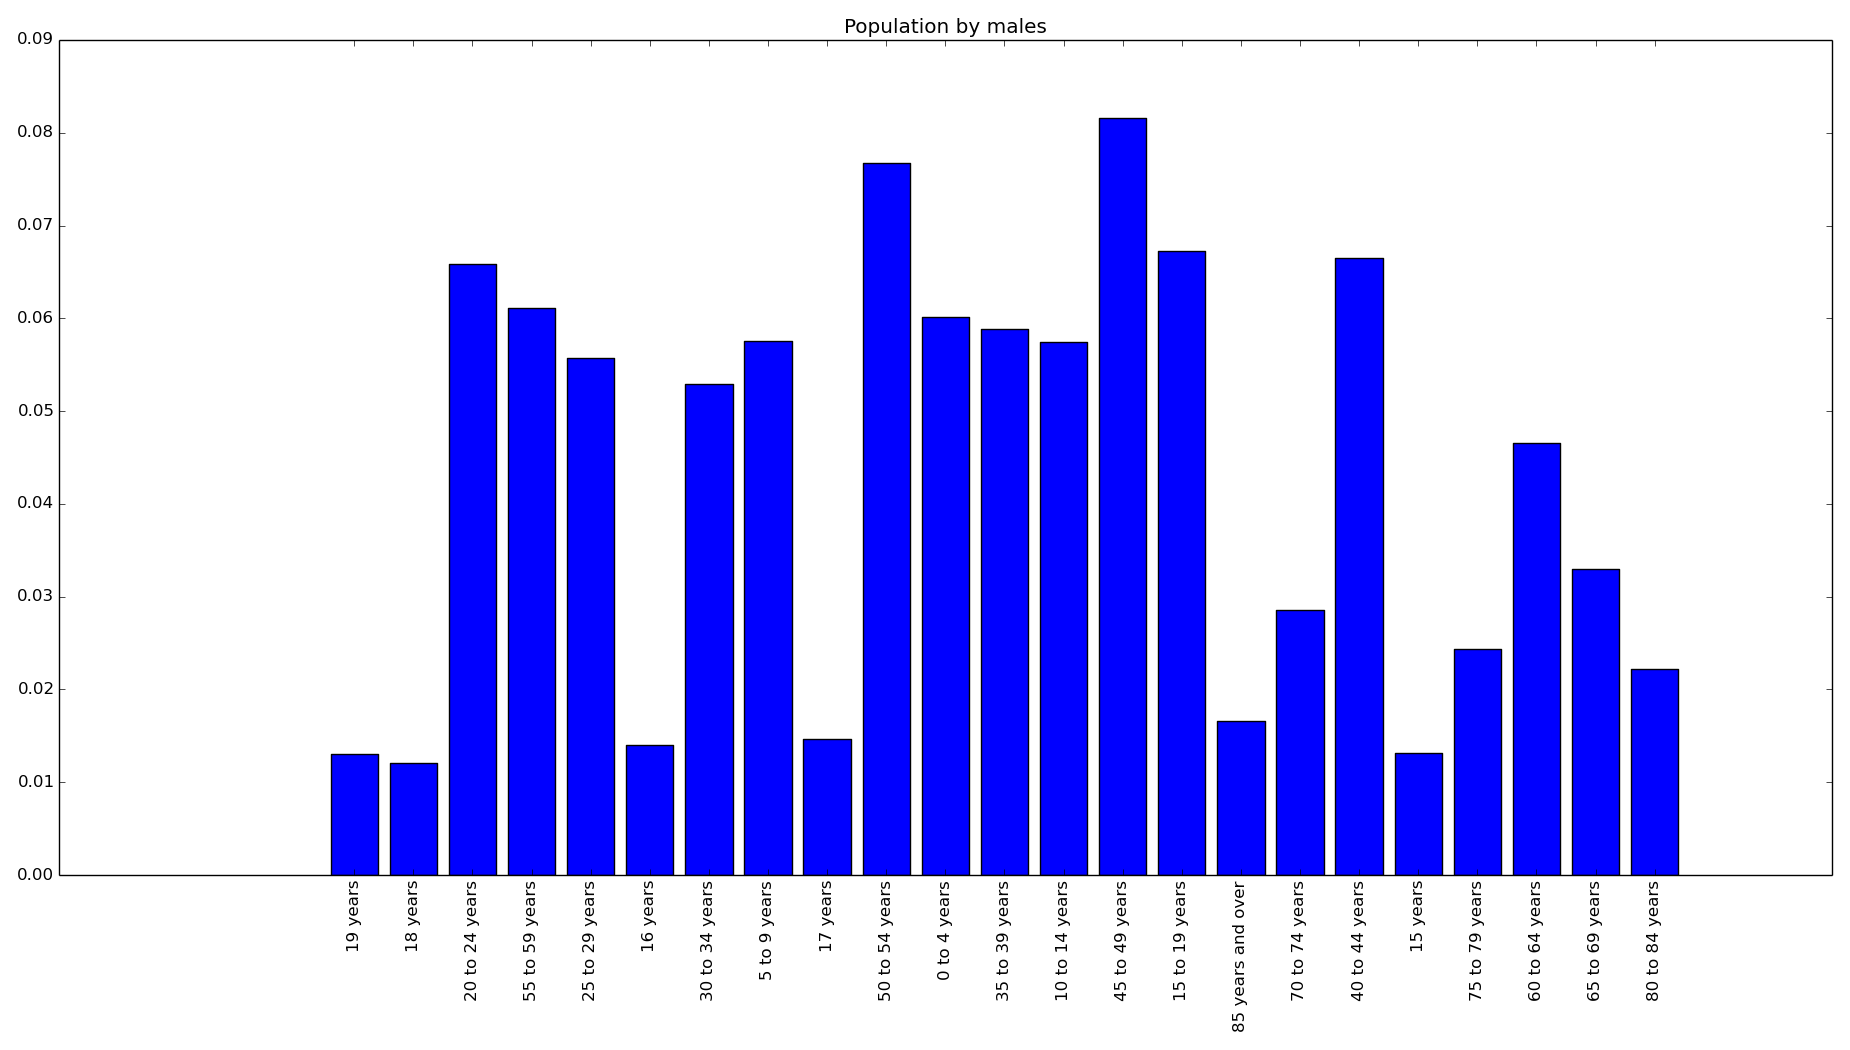 Population by males
0.09
0.08
0.07
0.06
0.05
0.04
0.03
0.02
0.01
0.00
19 years
18 years
20 to 24 years
55 to 59 years
25 to 29 years
16 years
30 to 34 years
5 to 9 years
17 years
50 to 54 years
0 to 4 years
35 to 39 years
10 to 14 years
45 to 49 years
15 to 19 years
85 years and over
70 to 74 years
40 to 44 years
15 years
75 to 79 years
60 to 64 years
65 to 69 years
80 to 84 years